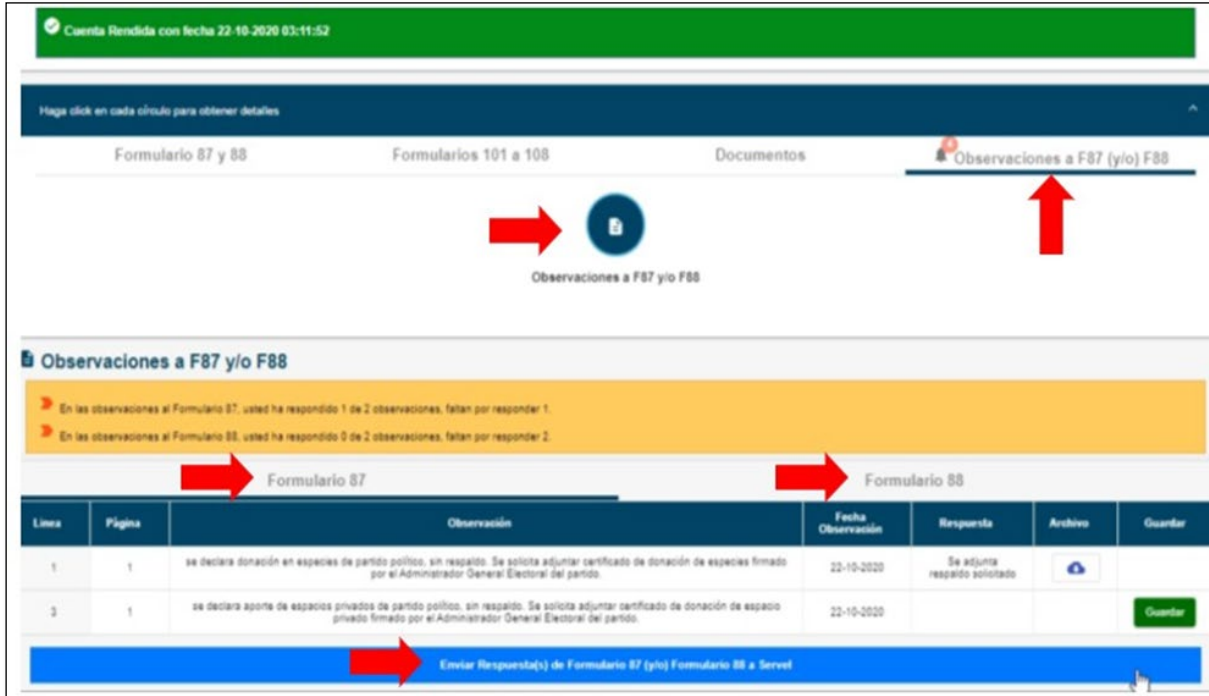 Cuenta Rendida con fecha 22-10-2020 03:11:52
Haga click en cada círculo para obtener detalles
Formulario 87 y 88
Formularios 101 a 108
Documentos
Observaciones a F87 (y/o) F88
Observaciones a F87 y/o F88
Observaciones a F87 y/o F88
En las observaciones al Formulario 87, usted ha respondido 1 de 2 observaciones, faltan por responder 1.
En las observaciones al Formulario 88, usted ha respondido 0 de 2 observaciones, faltan por responder 2.
Formulario 87
Formulario 88
Línea
Página
Observación
Fecha
Observación
Respuesta
Archivo
Guardar
1
1
se declara donación en especies de partido político, sin respaldo. Se solicita adjuntar certificado de donación de especies firmado
por el Administrador General Electoral del partido.
22-10-2020
Se adjunta
respaldo solicitado
3
1
se declara aporte de espacios privados de partido político, sin respaldo. Se solicita adjuntar certificado de donación de espacio
privado firmado por el Administrador General Electoral del partido.
22-10-2020
Guardar
Enviar Respuesta(s) de Formulario 87 (y/o) Formulario 88 a Servel